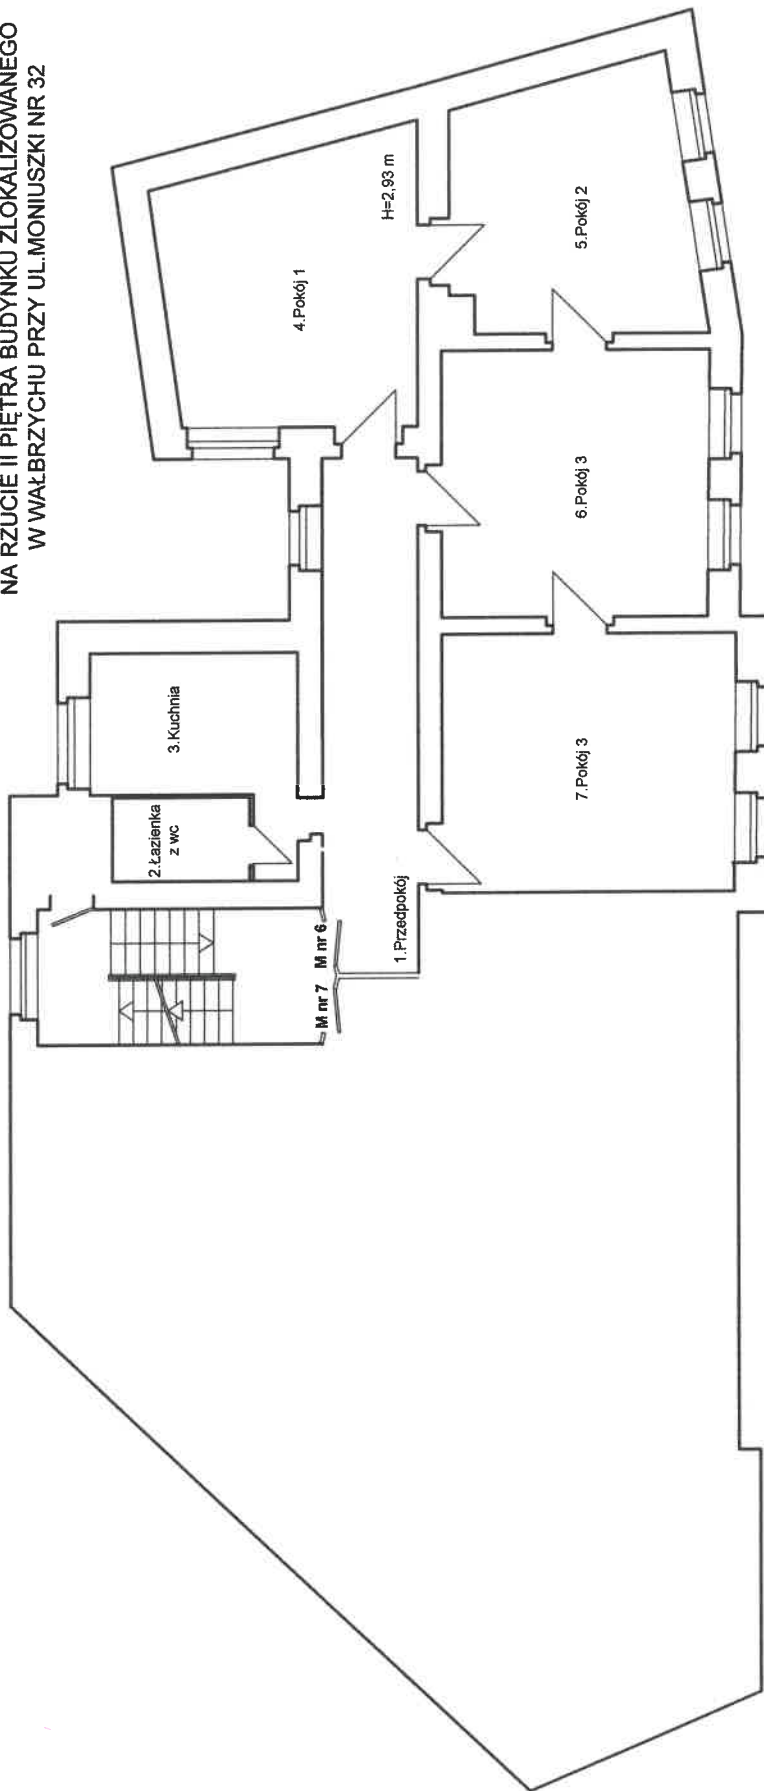 NA RZUCIE II PIĘTRA BUDYNKU ZLOKALIZOWANEGO
W WAŁBRZYCHU PRZY UL.MONIUSZKI NR 32
2.Łazienka
z wc
3.Kuchnia
4.Pokój 1
H=2,93 m
M nr 7 M nr 6
1.Przedpokój
7.Pokój 3
6.Pokój 3
5.Pokój 2